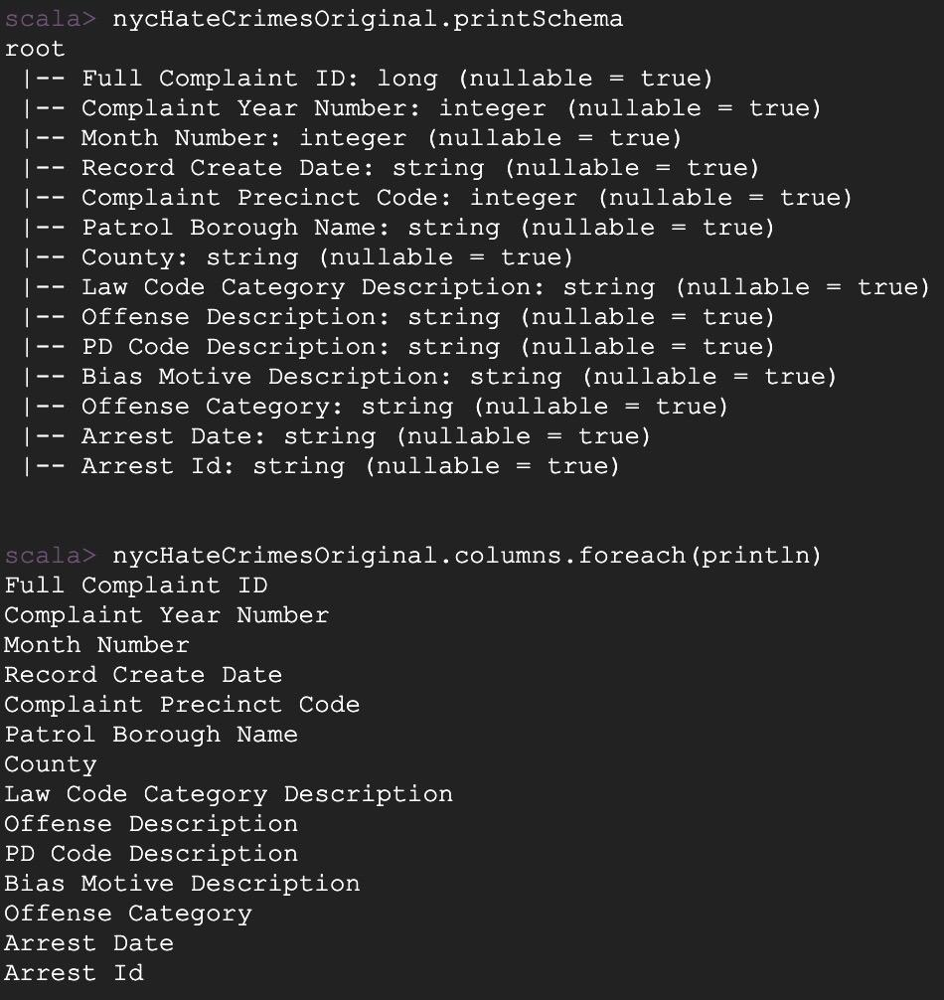 scala> nycHateCrimesOriginal.printSchema
root
 |-- Full Complaint ID: long (nullable = true)
 |-- Complaint Year Number: integer (nullable = true)
 |-- Month Number: integer (nullable = true)
 |-- Record Create Date: string (nullable = true)
 |-- Complaint Precinct Code: integer (nullable = true)
 |-- Patrol Borough Name: string (nullable = true)
 |-- County: string (nullable = true)
 |-- Law Code Category Description: string (nullable = true)
 |-- Offense Description: string (nullable = true)
 |-- PD Code Description: string (nullable = true)
 |-- Bias Motive Description: string (nullable = true)
 |-- Offense Category: string (nullable = true)
 |-- Arrest Date: string (nullable = true)
 |-- Arrest Id: string (nullable = true)
scala> nycHateCrimesOriginal.columns.foreach(println)
Full Complaint ID
Complaint Year Number
Month Number
Record Create Date
Complaint Precinct Code
Patrol Borough Name
County
Law Code Category Description
Offense Description
PD Code Description
Bias Motive Description
Offense Category
Arrest Date
Arrest Id